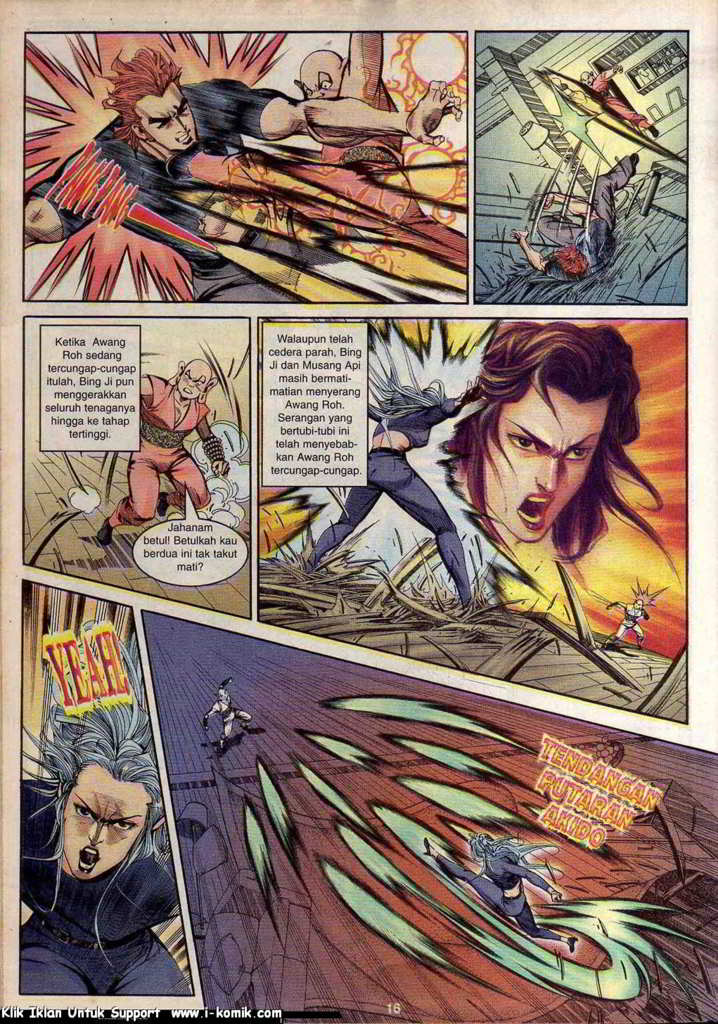 PANG PANG
Ketika Awang
Roh sedang
tercungap-cungap
itulah, Bing Ji pun
menggerakkan
seluruh tenaganya
hingga ke tahap
tertinggi.
Jahanam
betul! Betulkah kau
berdua ini tak takut
mati?
Walaupun telah
cedera parah, Bing
Ji dan Musang Api
masih bermati-
matian menyerang
Awang Roh.
Serangan yang
bertubi-tubi ini
telah menyebab-
kan Awang Roh
tercungap-cungap.
YEAH!
TENDANGAN
PUTARAN
AKIDO
16
Klik Iklan Untuk Support www.i-komik.com